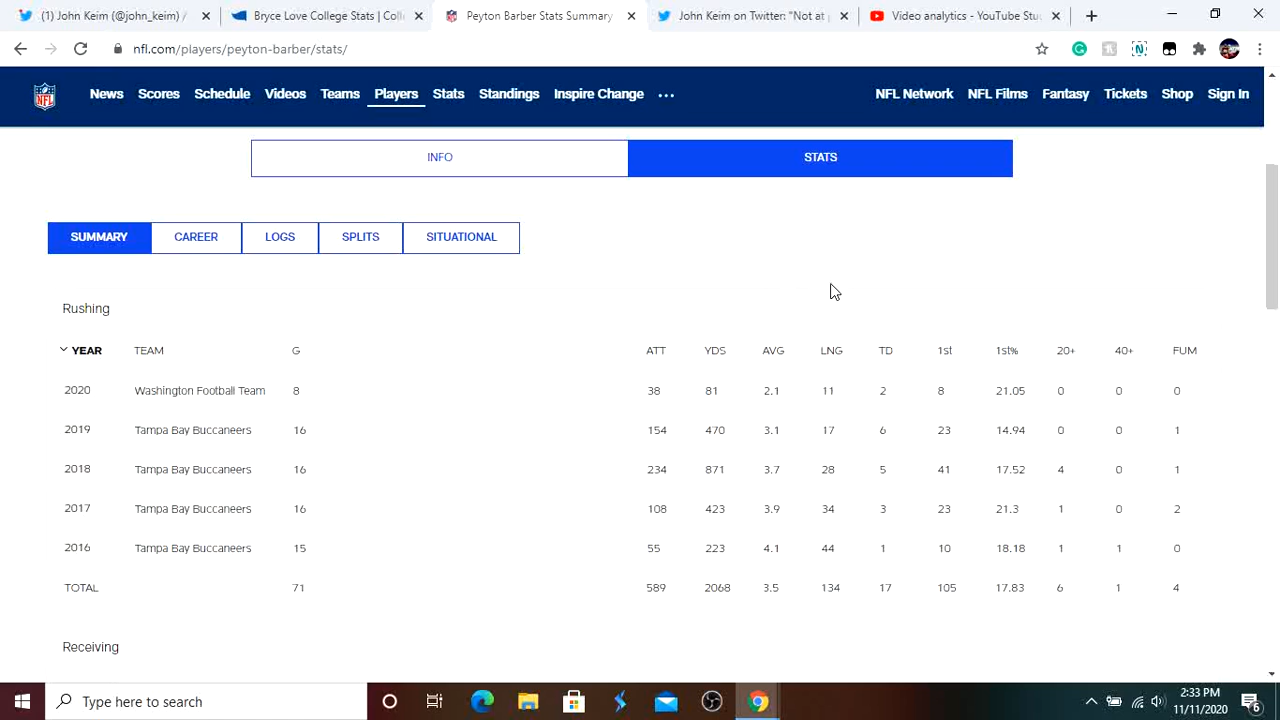 John Keim (@john_keim) /
Bryce Love College Stats | Coll
Peyton Barber Stats Summary
John Keim on Twitter: "Not at
Video analytics - YouTube Stu
nfl.com/players/peyton-barber/stats/
NFL News Scores Schedule Videos Teams Players Stats Standings Inspire Change ... NFL Network NFL Films Fantasy Tickets Shop Sign In
INFO STATS
SUMMARY CAREER LOGS SPLITS SITUATIONAL
Rushing
YEAR TEAM G ATT YDS AVG LNG TD 1st 1st% 20+ 40+ FUM
2020 Washington Football Team 8 38 81 2.1 11 2 8 21.05 0 0 0
2019 Tampa Bay Buccaneers 16 154 470 3.1 17 6 23 14.94 0 0 1
2018 Tampa Bay Buccaneers 16 234 871 3.7 28 5 41 17.52 4 0 1
2017 Tampa Bay Buccaneers 16 108 423 3.9 34 3 23 21.3 1 0 2
2016 Tampa Bay Buccaneers 15 55 223 4.1 44 1 10 18.18 1 1 0
TOTAL 71 589 2068 3.5 134 17 105 17.83 6 1 4
Receiving
Type here to search
2:33 PM
11/11/2020
6